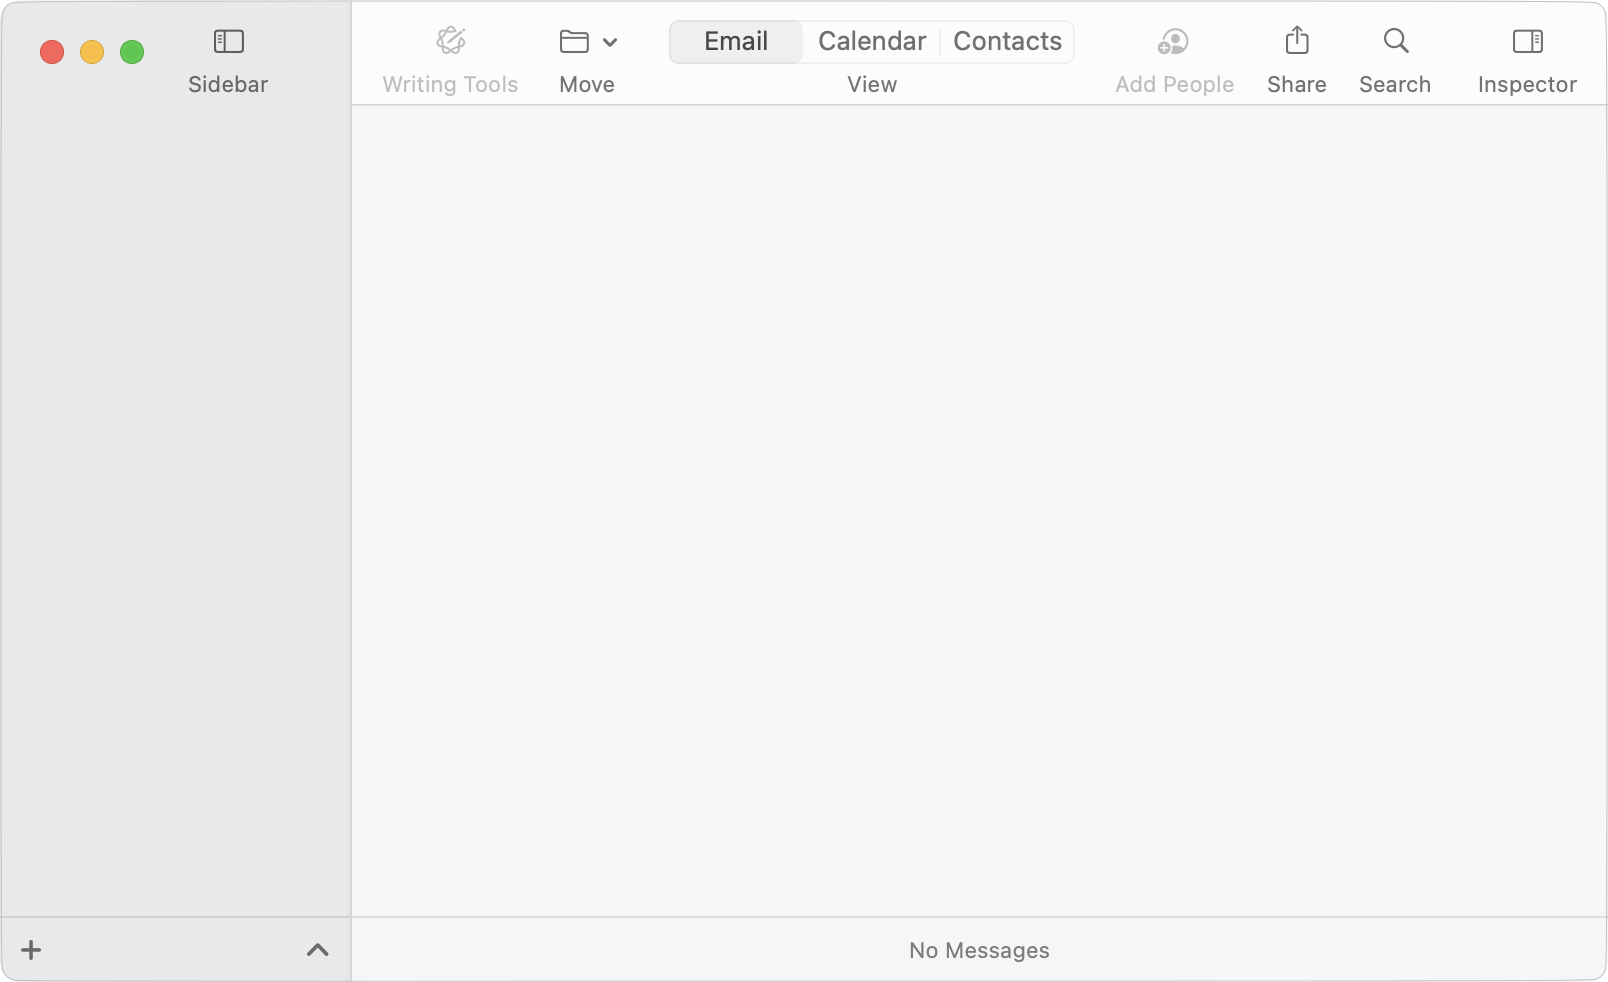 Sidebar
Writing Tools
Move
Email Calendar Contacts
View
Add People
Share
Search
Inspector
No Messages